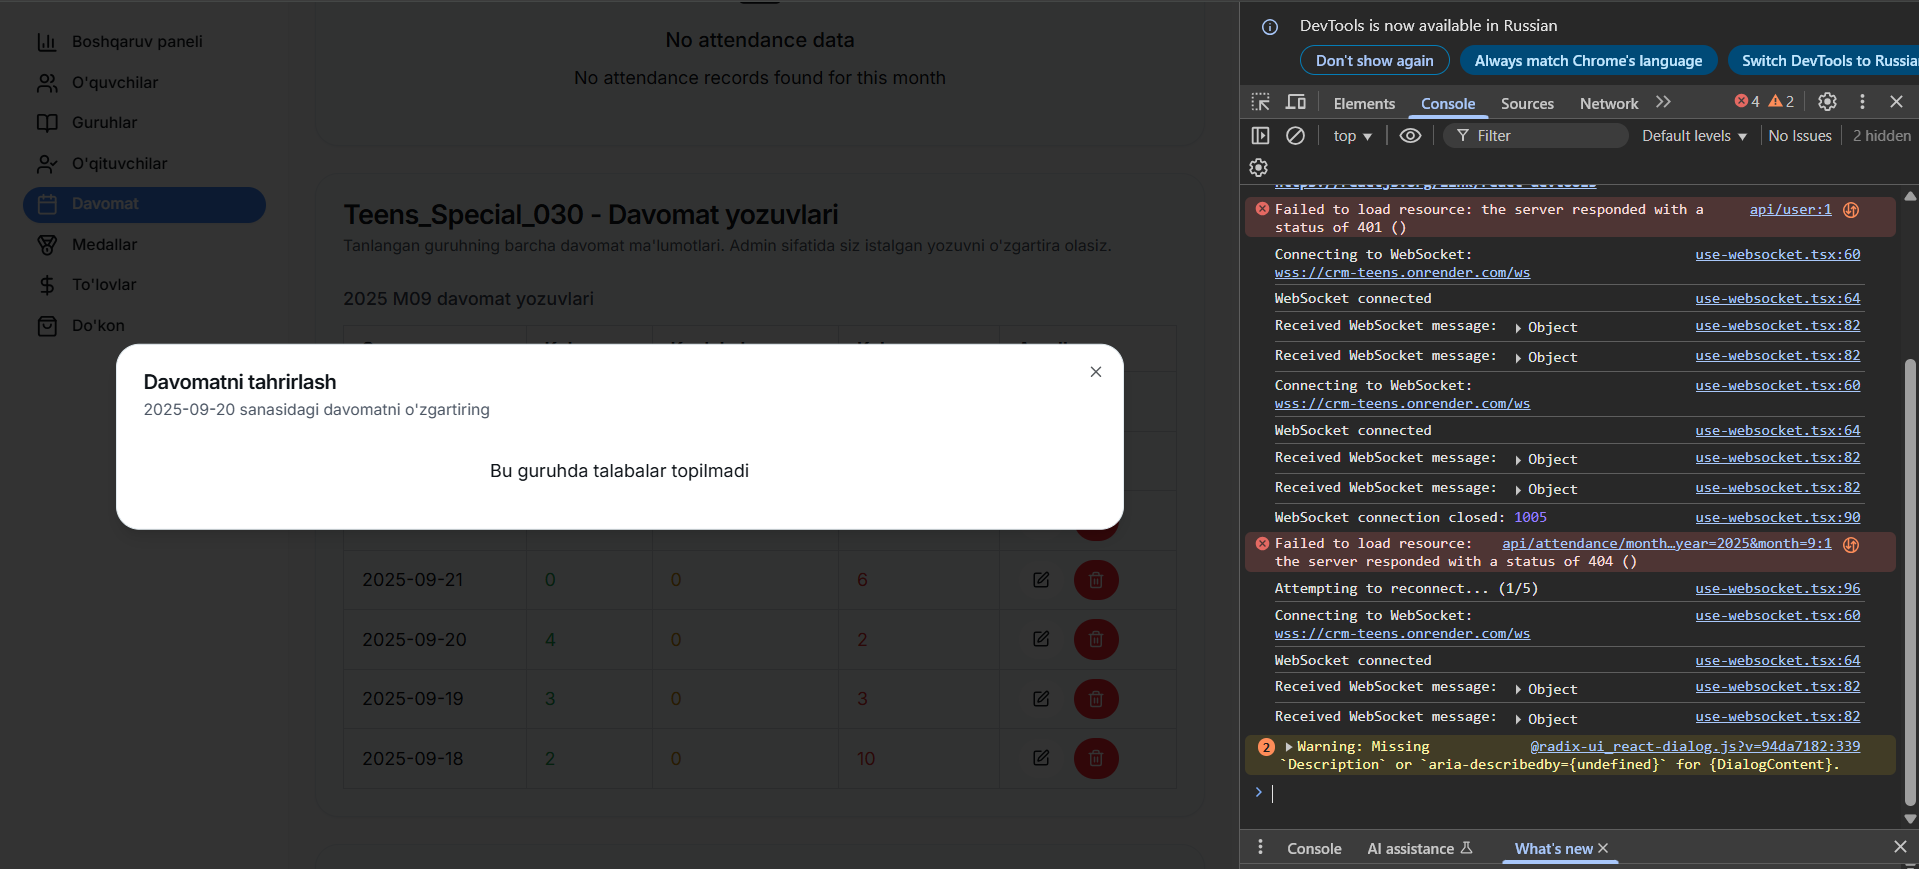 Boshqaruv paneli
O'quvchilar
Guruhlar
O'qituvchilar
Davomat
Medallar
To'lovlar
Do'kon
No attendance data
No attendance records found for this month
Teens_Special_030 - Davomat yozuvlari
Tanlangan guruhning barcha davomat ma'lumotlari. Admin sifatida siz istalgan yozuvni o'zgartira olasiz.
2025 M09 davomat yozuvlari
Davomatni tahrirlash
2025-09-20 sanasidagi davomatni o'zgartiring
Bu guruhda talabalar topilmadi
2025-09-21 0 0 6
2025-09-20 4 0 2
2025-09-19 3 0 3
2025-09-18 2 0 10
DevTools is now available in Russian
Don't show again Always match Chrome's language Switch DevTools to Russia
Elements Console Sources Network 4 2
top Filter Default levels No Issues 2 hidden
Failed to load resource: the server responded with a api/user:1
status of 401 ()
Connecting to WebSocket: use-websocket.tsx:60
wss://crm-teens.onrender.com/ws
WebSocket connected use-websocket.tsx:64
Received WebSocket message: Object use-websocket.tsx:82
Received WebSocket message: Object use-websocket.tsx:82
Connecting to WebSocket: use-websocket.tsx:60
wss://crm-teens.onrender.com/ws
WebSocket connected use-websocket.tsx:64
Received WebSocket message: Object use-websocket.tsx:82
Received WebSocket message: Object use-websocket.tsx:82
WebSocket connection closed: 1005 use-websocket.tsx:90
Failed to load resource: api/attendance/month…year=2025&month=9:1
the server responded with a status of 404 ()
Attempting to reconnect... (1/5) use-websocket.tsx:96
Connecting to WebSocket: use-websocket.tsx:60
wss://crm-teens.onrender.com/ws
WebSocket connected use-websocket.tsx:64
Received WebSocket message: Object use-websocket.tsx:82
Received WebSocket message: Object use-websocket.tsx:82
2 Warning: Missing @radix-ui_react-dialog.js?v=94da7182:339
`Description` or `aria-describedby={undefined}` for {DialogContent}.
Console AI assistance What's new